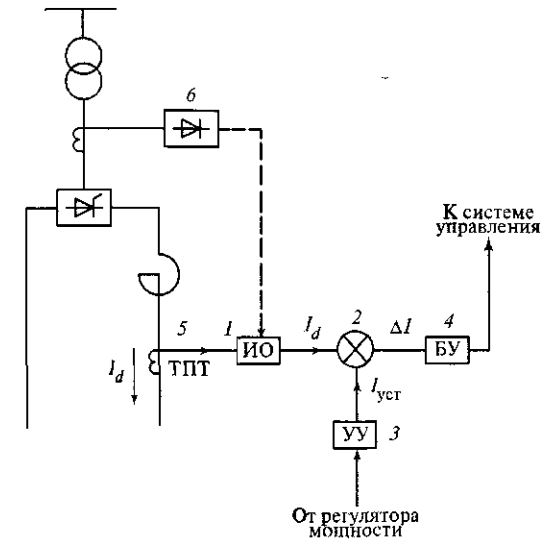 6
К системе
управления
5
1
I_d
2
ΔI
4
I_d
ТПТ
ИО
БУ
I_уст
УУ
3
От регулятора
мощности